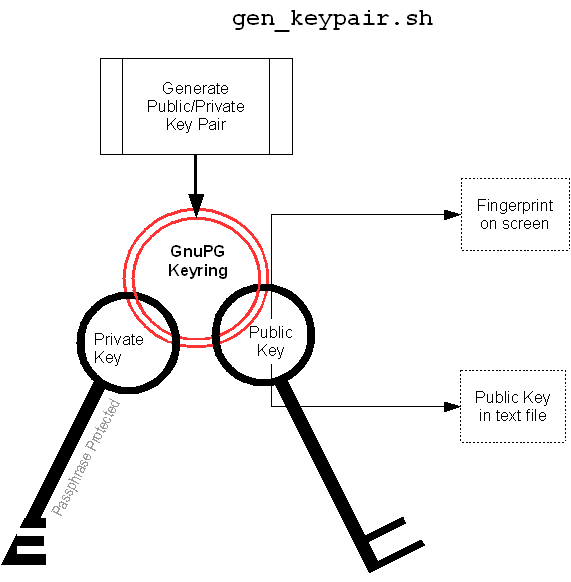 gen_keypair.sh
Generate
Public/Private
Key Pair
Fingerprint
on screen
GnuPG
Keyring
Private
Key
Public
Key
Passphrase Protected
Public Key
in text file